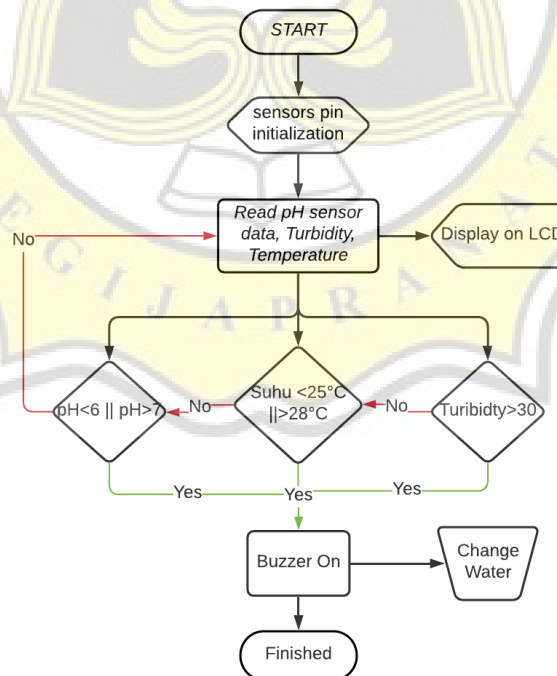 START
sensors pin
initialization
Read pH sensor
data, Turbidity,
Temperature
Display on LCD
No
pH<6 || pH>7
No
Suhu <25°C
||>28°C
No
Turibidty>30
Yes
Yes
Yes
Buzzer On
Change
Water
Finished
EGIJAPRANAT